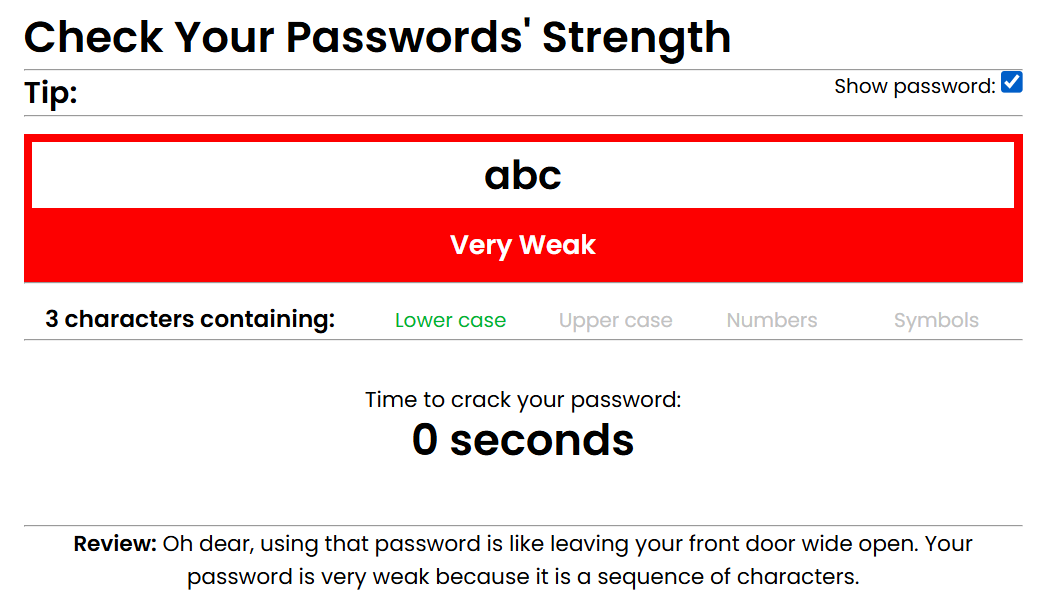 Check Your Passwords' Strength
Tip:
Show password:
abc
Very Weak
3 characters containing: Lower case Upper case Numbers Symbols
Time to crack your password:
0 seconds
Review: Oh dear, using that password is like leaving your front door wide open. Your
password is very weak because it is a sequence of characters.